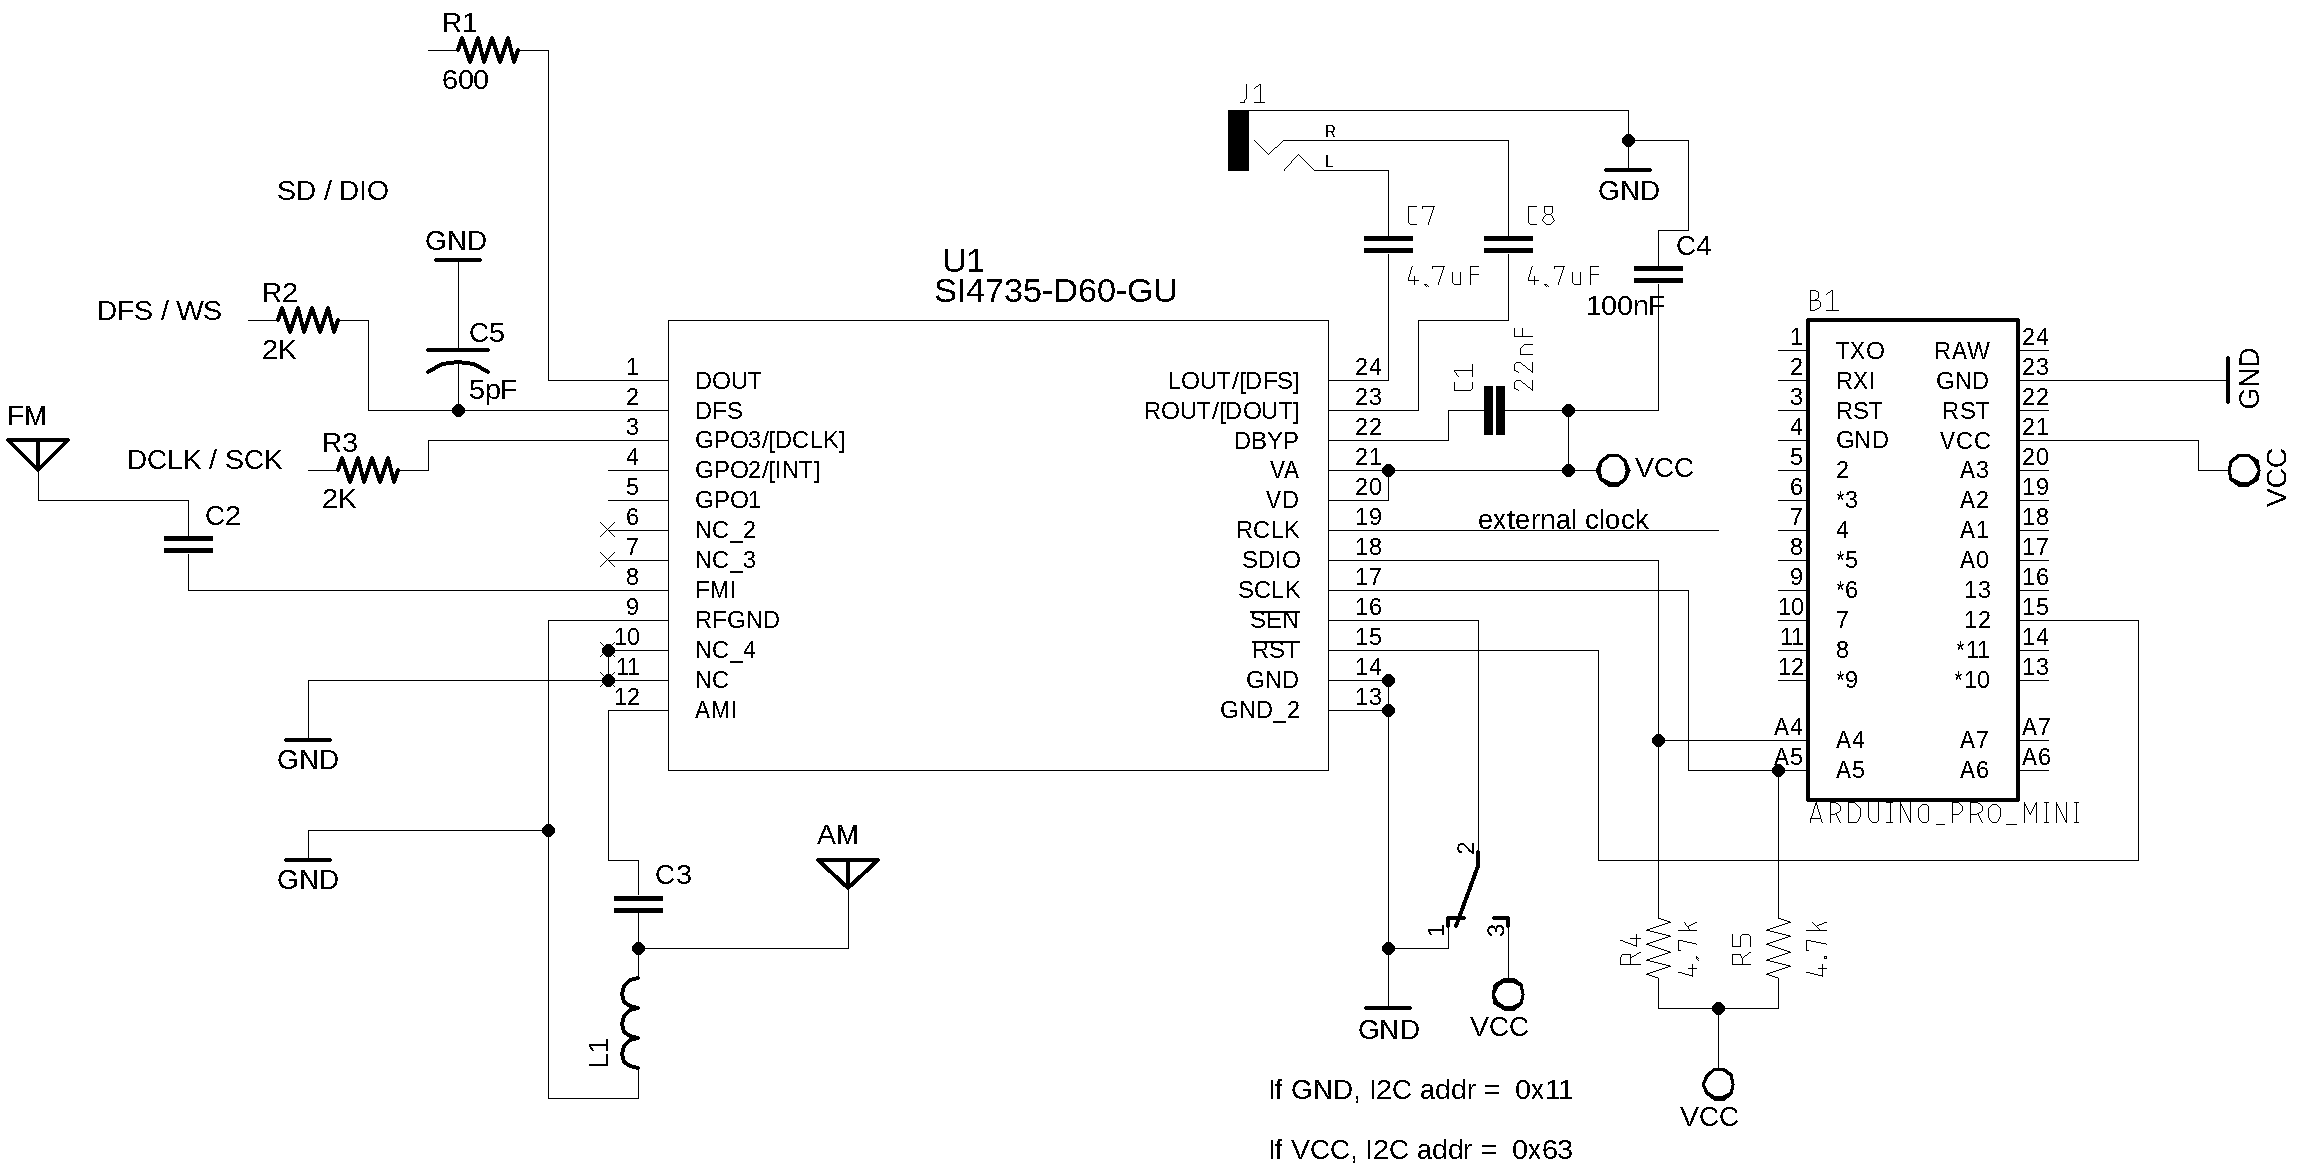 R1
600
SD / DIO
GND
DFS / WS
R2
2K
C5
5pF
FM
DCLK / SCK
R3
2K
C2
GND
GND
U1
SI4735-D60-GU
1 DOUT
2 DFS
3 GPO3/[DCLK]
4 GPO2/[INT]
5 GPO1
6 NC_2
7 NC_3
8 FMI
9 RFGND
10 NC_4
11 NC
12 AMI
LOUT/[DFS] 24
ROUT/[DOUT] 23
DBYP 22
VA 21
VD 20
RCLK 19
SDIO 18
SCLK 17
SEN 16
RST 15
GND 14
GND_2 13
AM
C3
L1
J1
R
L
GND
C7
4.7uF
C8
4.7uF
C4
100nF
C1
22nF
VCC
external clock
2
1
3
GND
VCC
R4
4.7k
R5
4.7k
VCC
If GND, I2C addr = 0x11
If VCC, I2C addr = 0x63
B1
1 TXO
2 RXI
3 RST
4 GND
5 2
6 *3
7 4
8 *5
9 *6
10 7
11 8
12 *9
A4 A4
A5 A5
RAW 24
GND 23
RST 22
VCC 21
A3 20
A2 19
A1 18
A0 17
13 16
12 15
*11 14
*10 13
A7 A7
A6 A6
ARDUINO_PRO_MINI
GND
VCC